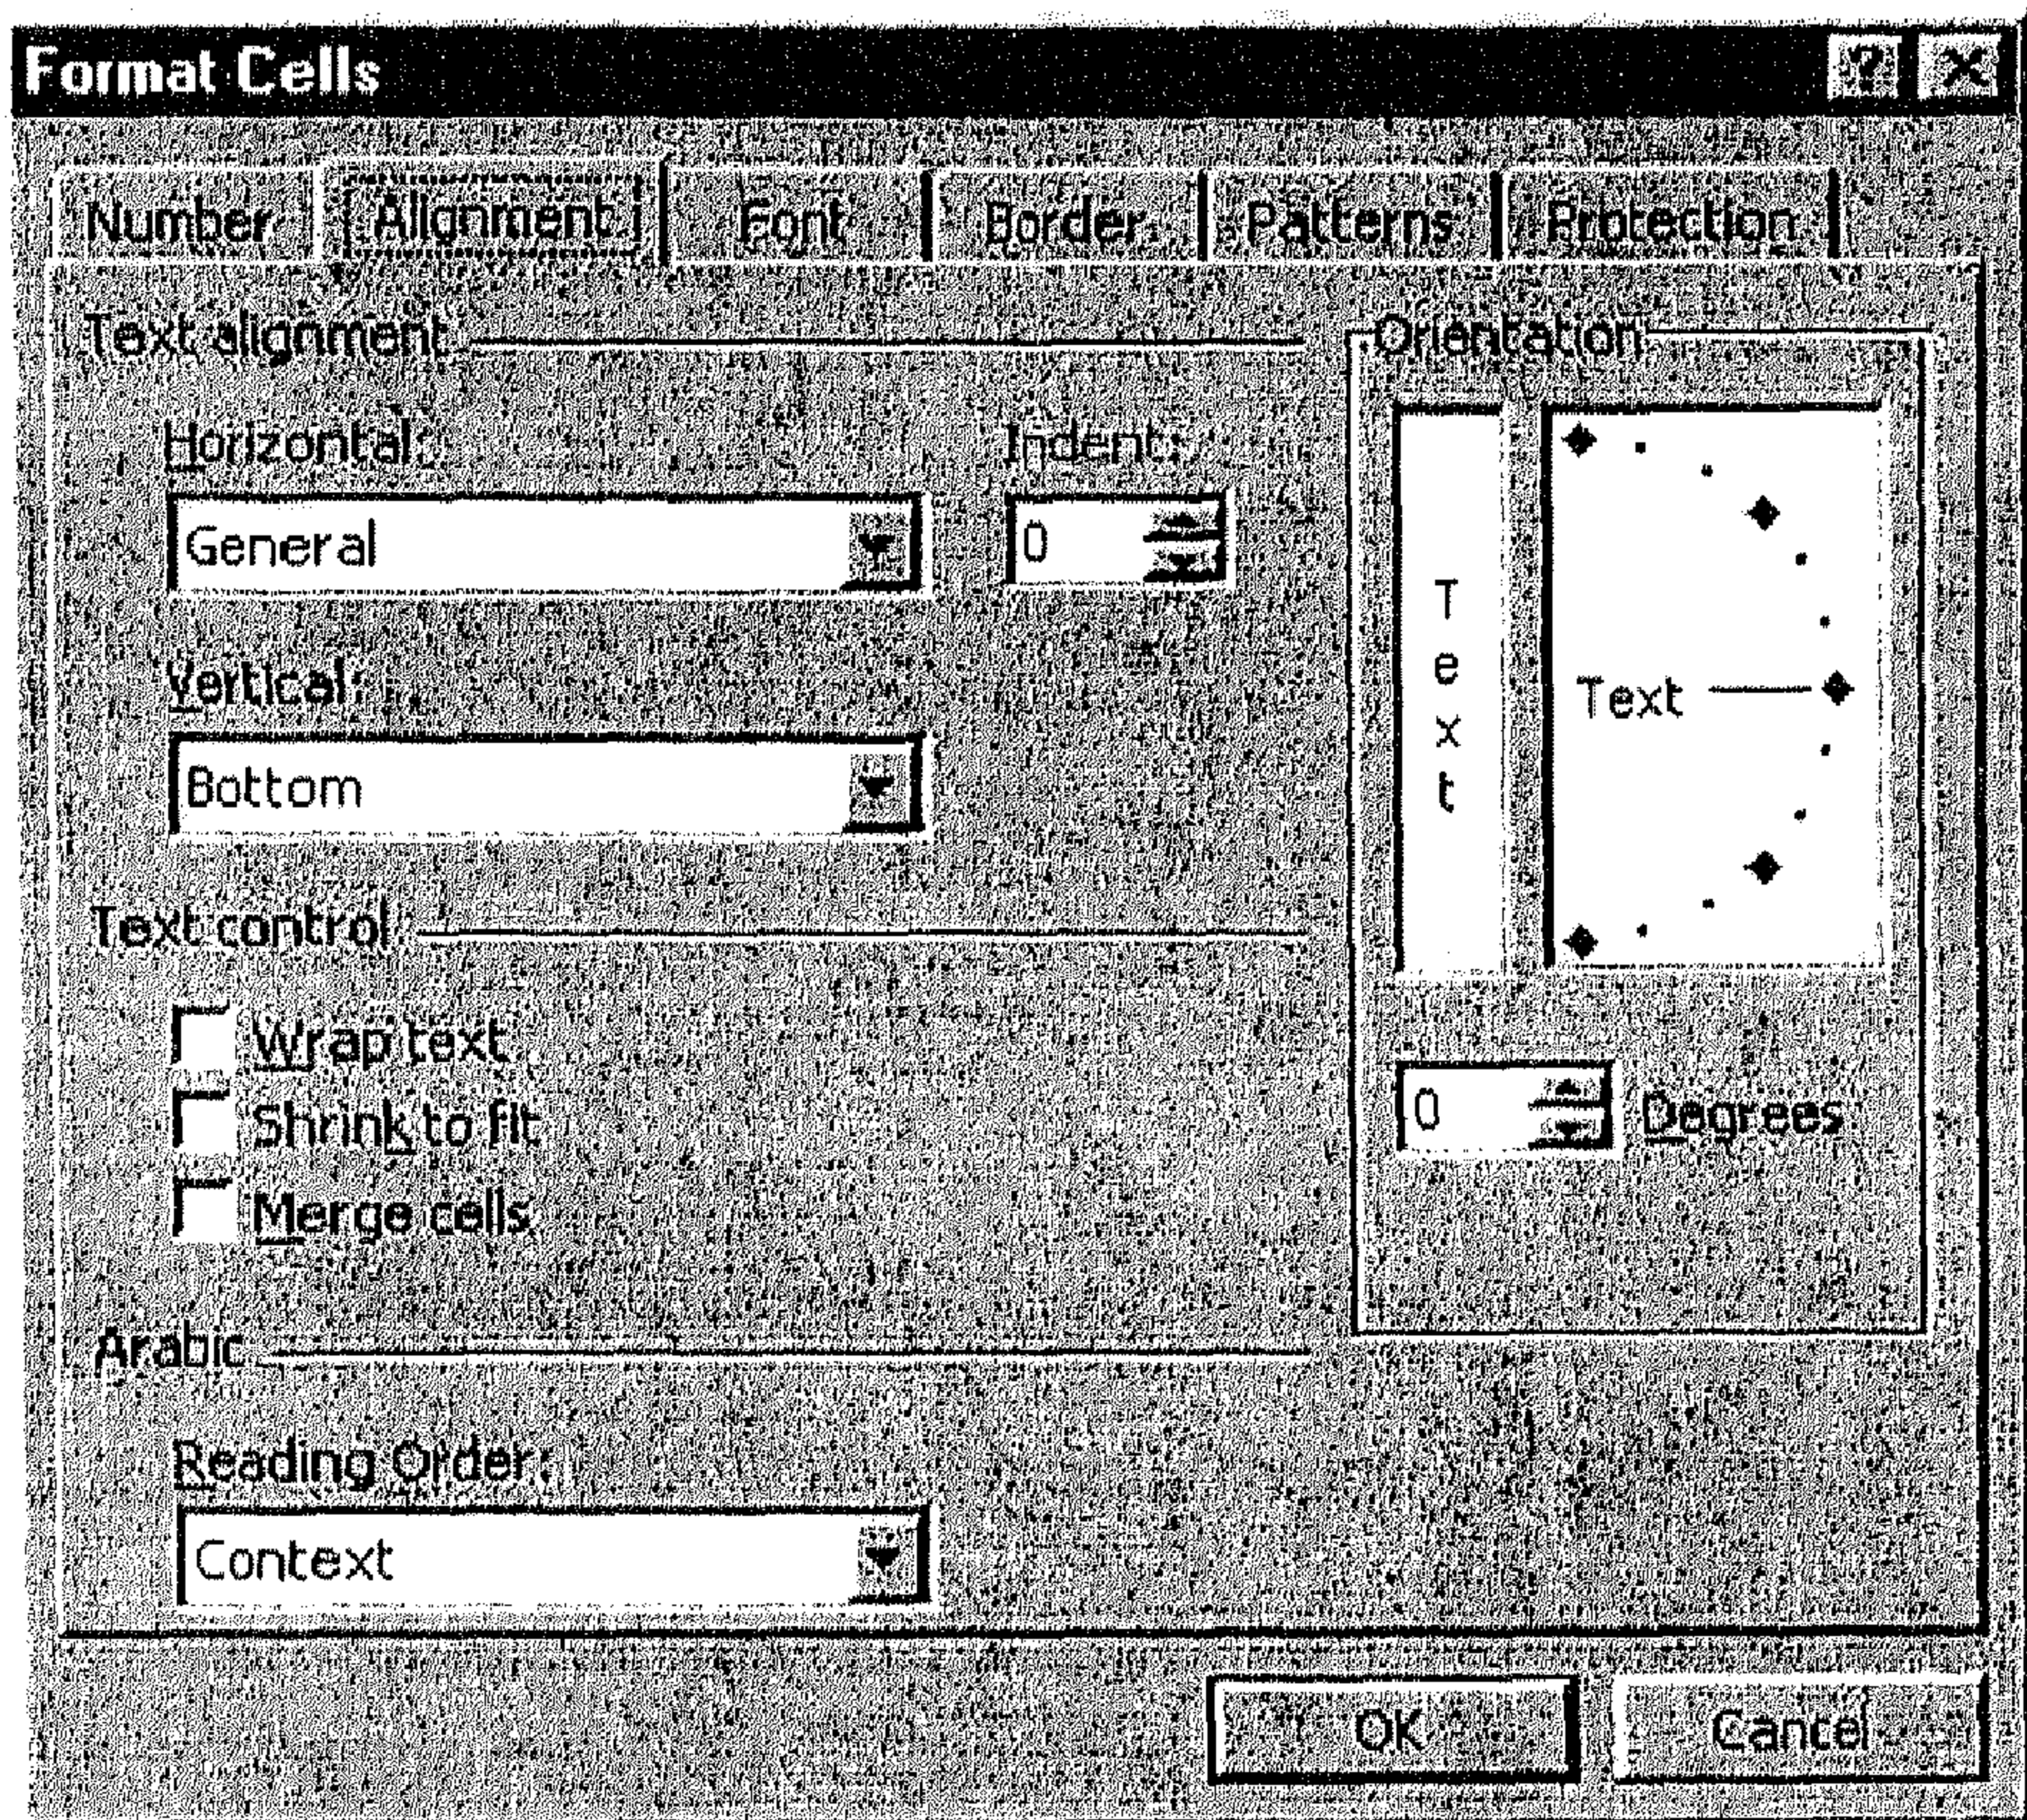 Format Cells ? ×
Number Alignment Font Border Patterns Protection
Text alignment
Horizontal: Indent:
General 0
Vertical:
Bottom
Text control
Wrap text
Shrink to fit
Merge cells
Arabic
Reading Order:
Context
Orientation
Text
Text
0 Degrees
OK Cancel